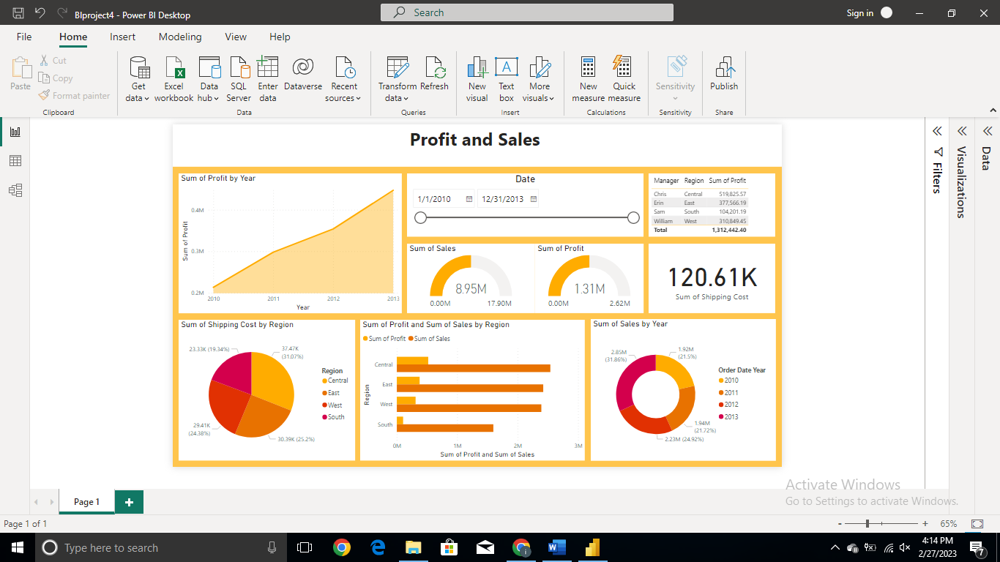 BIproject4 - Power BI Desktop
Search
Sign in
File Home Insert Modeling View Help
Paste
Cut
Copy
Format painter
Clipboard
Get data
Excel workbook
Data hub
SQL Server
Enter data
Dataverse
Recent sources
Data
Transform data
Refresh
Queries
New visual
Text box
More visuals
Insert
New measure
Quick measure
Calculations
Sensitivity
Sensitivity
Publish
Share
Profit and Sales
Sum of Profit by Year
Sum of Profit
0.4M
0.3M
0.2M
2010 2011 2012 2013
Year
Date
1/1/2010 12/31/2013
Manager Region Sum of Profit
Chris Central 519,825.57
Erin East 377,566.19
Sam South 104,201.19
William West 310,849.45
Total 1,312,442.40
Sum of Sales
8.95M
0.00M 17.90M
Sum of Profit
1.31M
0.00M 2.62M
120.61K
Sum of Shipping Cost
Sum of Shipping Cost by Region
23.33K (19.34%)
37.47K
(31.07%)
29.41K
(24.38%)
30.39K (25.2%)
Region
Central
East
West
South
Sum of Profit and Sum of Sales by Region
Sum of Profit Sum of Sales
Region
Central
East
West
South
0M 1M 2M 3M
Sum of Profit and Sum of Sales
Sum of Sales by Year
2.85M
(31.86%)
1.92M
(21.5%)
1.94M
(21.72%)
2.23M (24.92%)
Order Date Year
2010
2011
2012
2013
Filters
Visualizations
Data
Activate Windows
Go to Settings to activate Windows.
Page 1
Page 1 of 1
- + 65%
Type here to search
4:14 PM
2/27/2023
7